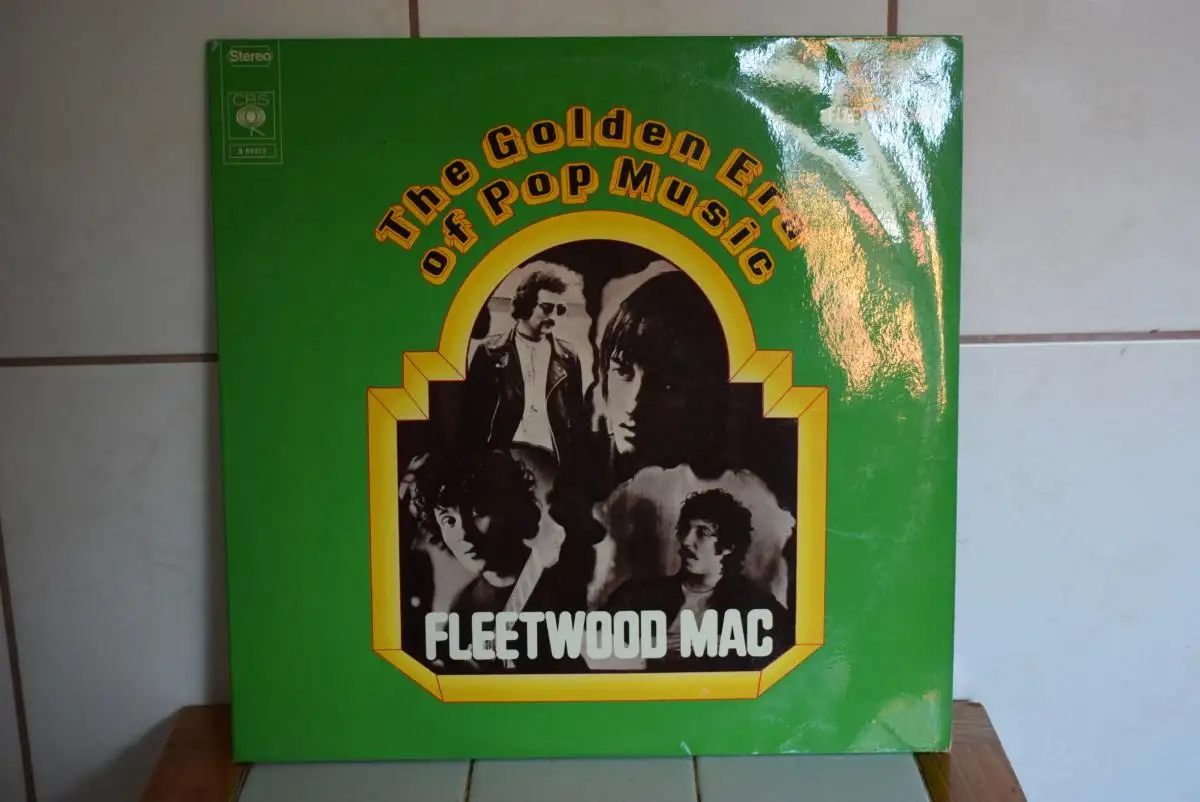 Stereo
CBS
The Golden Era
of Pop Music
FLEETWOOD MAC